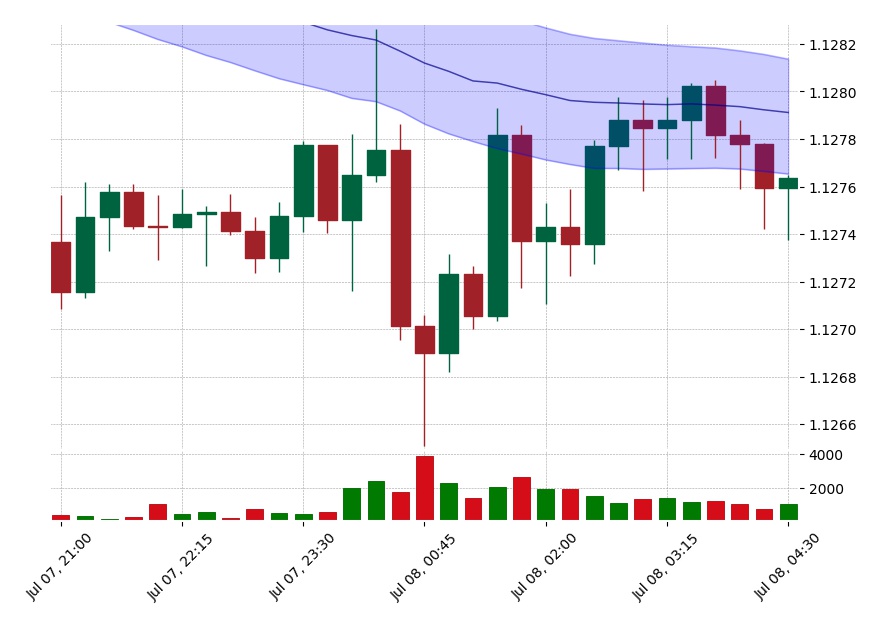 1.1282
1.1280
1.1278
1.1276
1.1274
1.1272
1.1270
1.1268
1.1266
4000
2000
Jul 07, 21:00
Jul 07, 22:15
Jul 07, 23:30
Jul 08, 00:45
Jul 08, 02:00
Jul 08, 03:15
Jul 08, 04:30